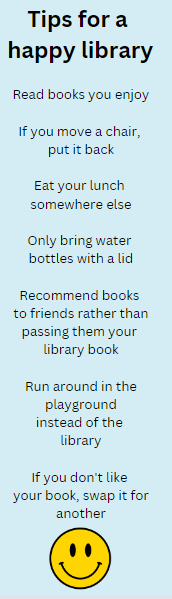 Tips for a
happy library
Read books you enjoy
If you move a chair,
put it back
Eat your lunch
somewhere else
Only bring water
bottles with a lid
Recommend books
to friends rather than
passing them your
library book
Run around in the
playground
instead of the
library
If you don't like
your book, swap it for
another